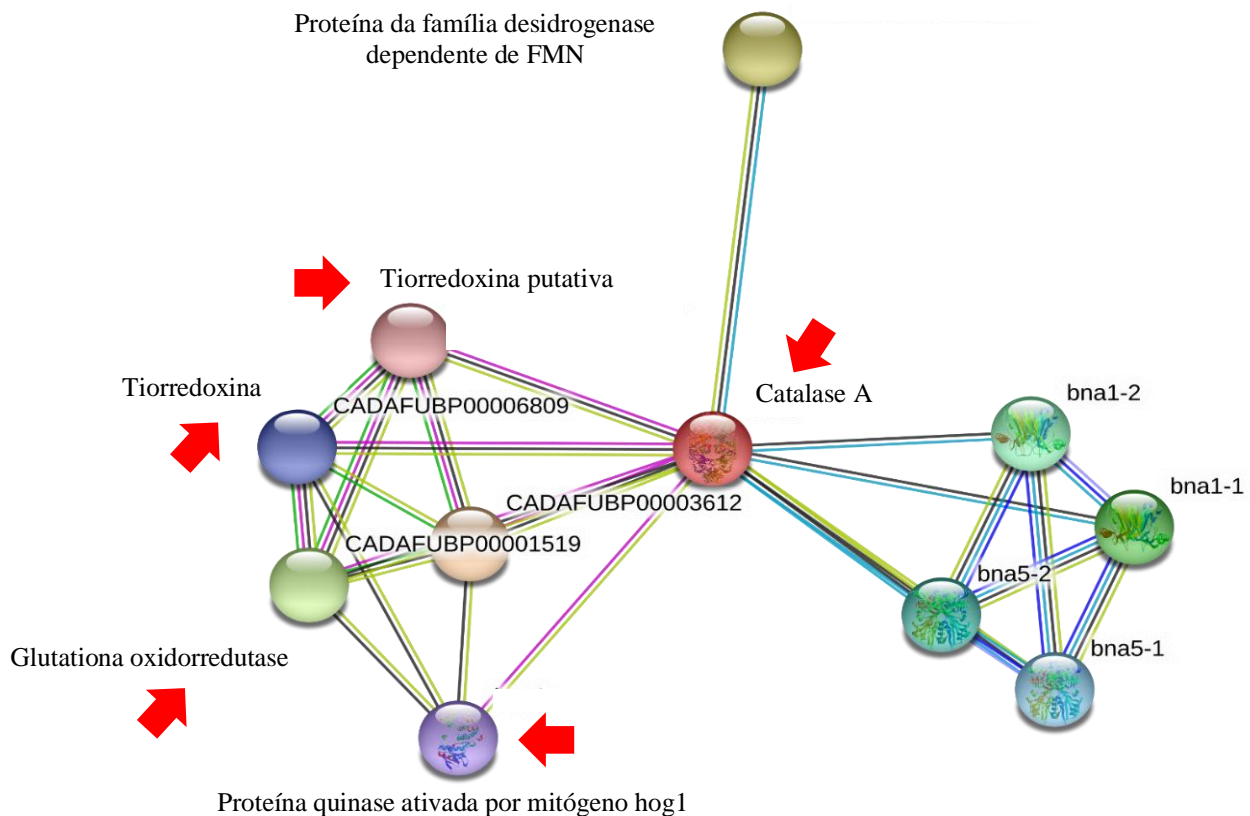 Proteína da família desidrogenase
dependente de FMN
Tiorredoxina putativa
Tiorredoxina
Catalase A
bna1-2
CADAFUBP00006809
bna1-1
CADAFUBP00003612
CADAFUBP00001519
bna5-2
bna5-1
Glutationa oxidorredutase
Proteína quinase ativada por mitógeno hog1